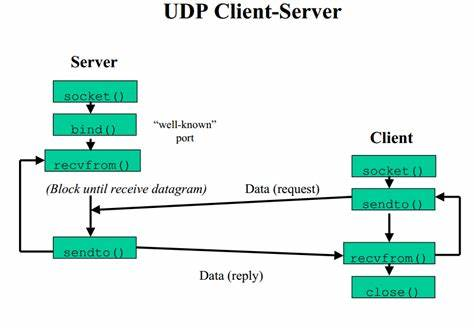 UDP Client-Server
Server
socket()
bind()
“well-known”
port
recvfrom()
(Block until receive datagram)
sendto()
Data (request)
Data (reply)
Client
socket()
sendto()
recvfrom()
close()